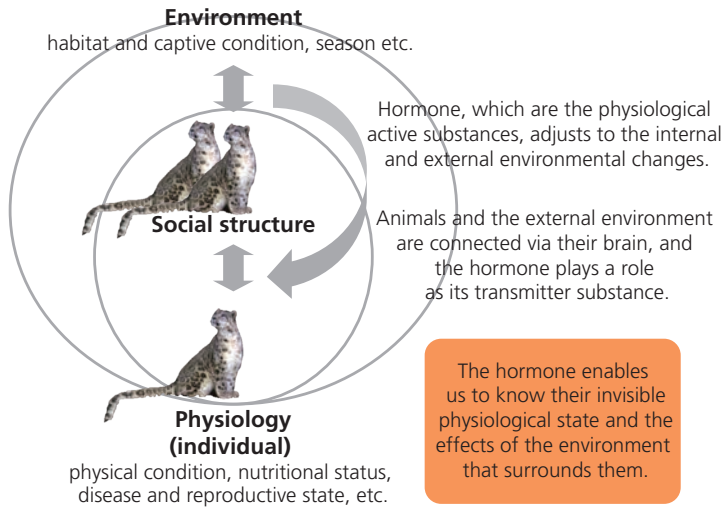 Environment
habitat and captive condition, season etc.
Hormone, which are the physiological
active substances, adjusts to the internal
and external environmental changes.
Social structure
Animals and the external environment
are connected via their brain, and
the hormone plays a role
as its transmitter substance.
Physiology
(individual)
physical condition, nutritional status,
disease and reproductive state, etc.
The hormone enables
us to know their invisible
physiological state and the
effects of the environment
that surrounds them.